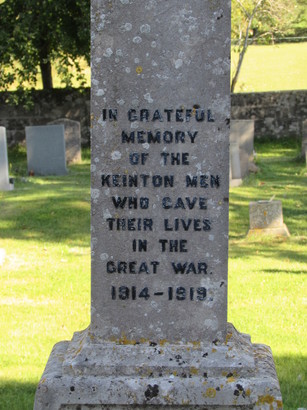 IN GRATEFUL
MEMORY
OF THE
KEINTON MEN
WHO GAVE
THEIR LIVES
IN THE
GREAT WAR.
1914-1919.